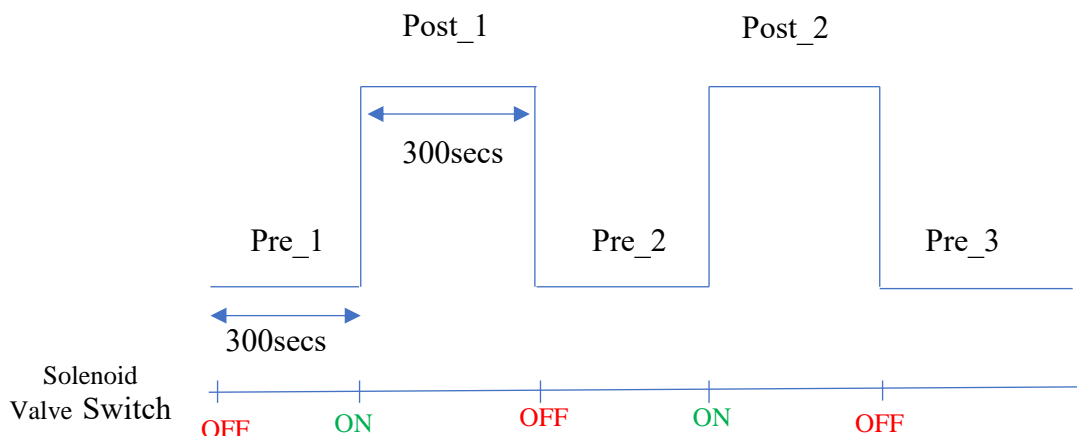 Post_1 Post_2
300secs
Pre_1 Pre_2 Pre_3
300secs
Solenoid
Valve Switch
OFF ON OFF ON OFF